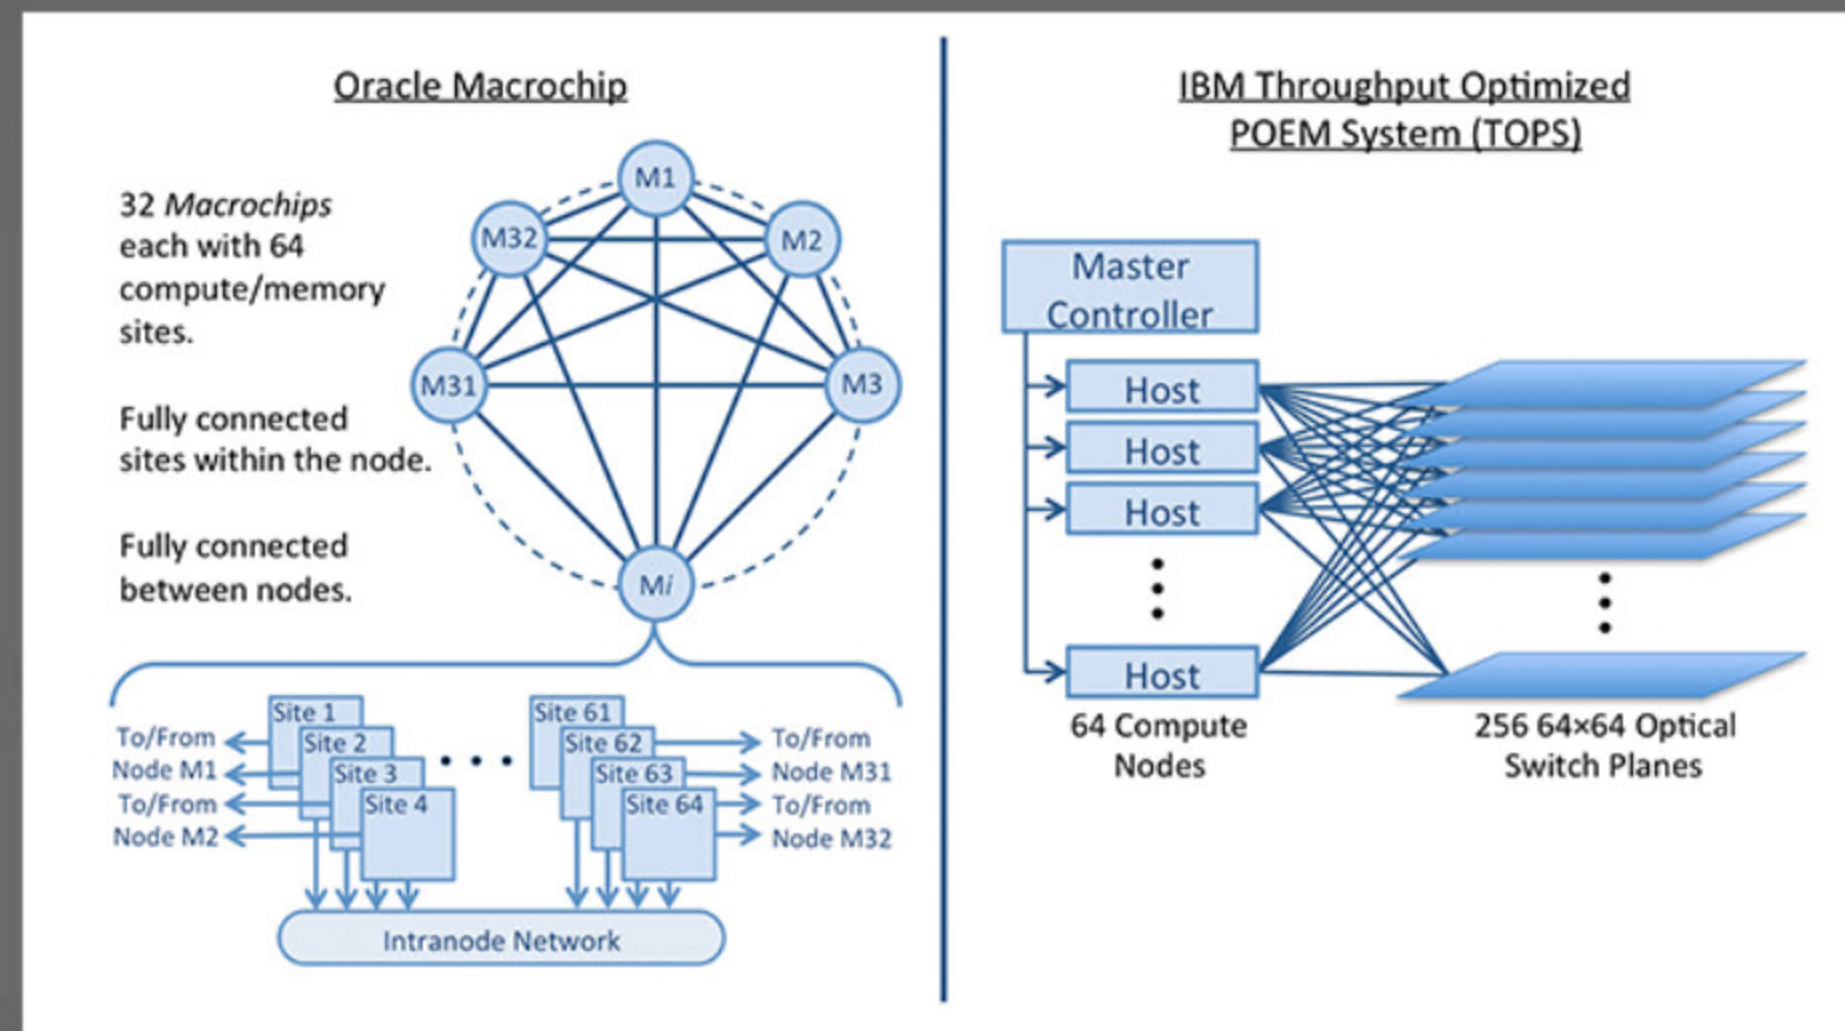 Oracle Macrochip
32 Macrochips
each with 64
compute/memory
sites.
Fully connected
sites within the node.
Fully connected
between nodes.
M1
M32
M2
M31
M3
Mi
Site 1
Site 2
Site 3
Site 4
Site 61
Site 62
Site 63
Site 64
To/From
Node M1
To/From
Node M2
To/From
Node M31
To/From
Node M32
Intranode Network
IBM Throughput Optimized
POEM System (TOPS)
Master
Controller
Host
Host
Host
Host
64 Compute
Nodes
256 64×64 Optical
Switch Planes